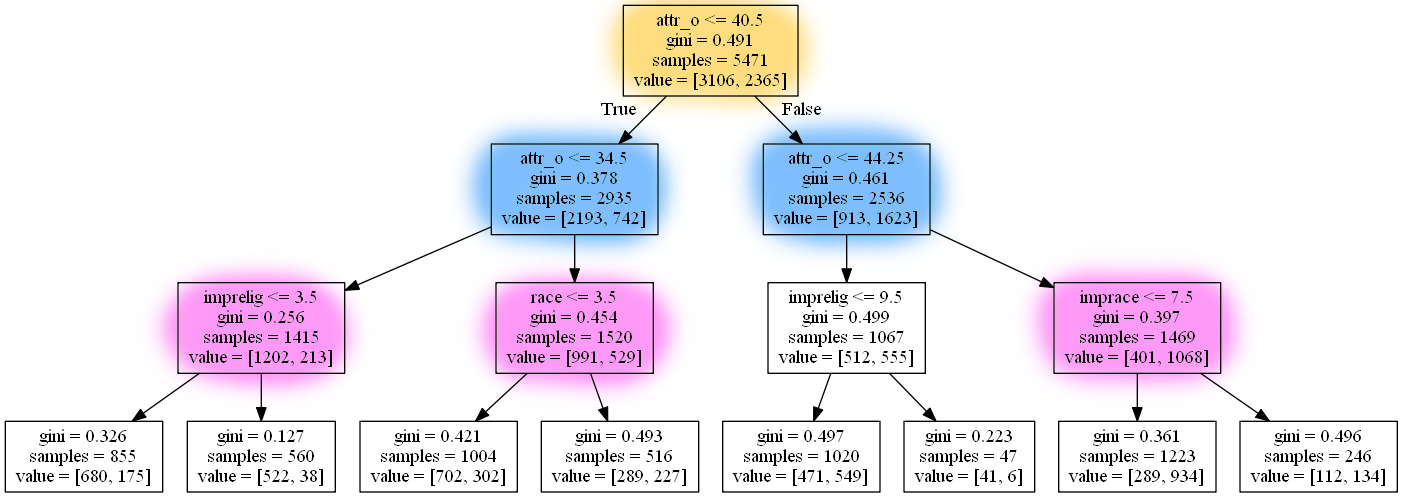 attr_o <= 40.5
gini = 0.491
samples = 5471
value = [3106, 2365]
True
False
attr_o <= 34.5
gini = 0.378
samples = 2935
value = [2193, 742]
attr_o <= 44.25
gini = 0.461
samples = 2536
value = [913, 1623]
imprelig <= 3.5
gini = 0.256
samples = 1415
value = [1202, 213]
race <= 3.5
gini = 0.454
samples = 1520
value = [991, 529]
imprelig <= 9.5
gini = 0.499
samples = 1067
value = [512, 555]
imprace <= 7.5
gini = 0.397
samples = 1469
value = [401, 1068]
gini = 0.326
samples = 855
value = [680, 175]
gini = 0.127
samples = 560
value = [522, 38]
gini = 0.421
samples = 1004
value = [702, 302]
gini = 0.493
samples = 516
value = [289, 227]
gini = 0.497
samples = 1020
value = [471, 549]
gini = 0.223
samples = 47
value = [41, 6]
gini = 0.361
samples = 1223
value = [289, 934]
gini = 0.496
samples = 246
value = [112, 134]